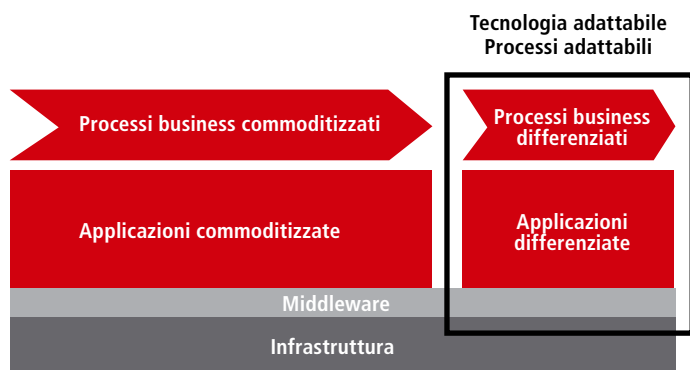 Tecnologia adattabile
Processi adattabili
Processi business commoditizzati
Processi business
differenziati
Applicazioni commoditizzate
Applicazioni
differenziate
Middleware
Infrastruttura